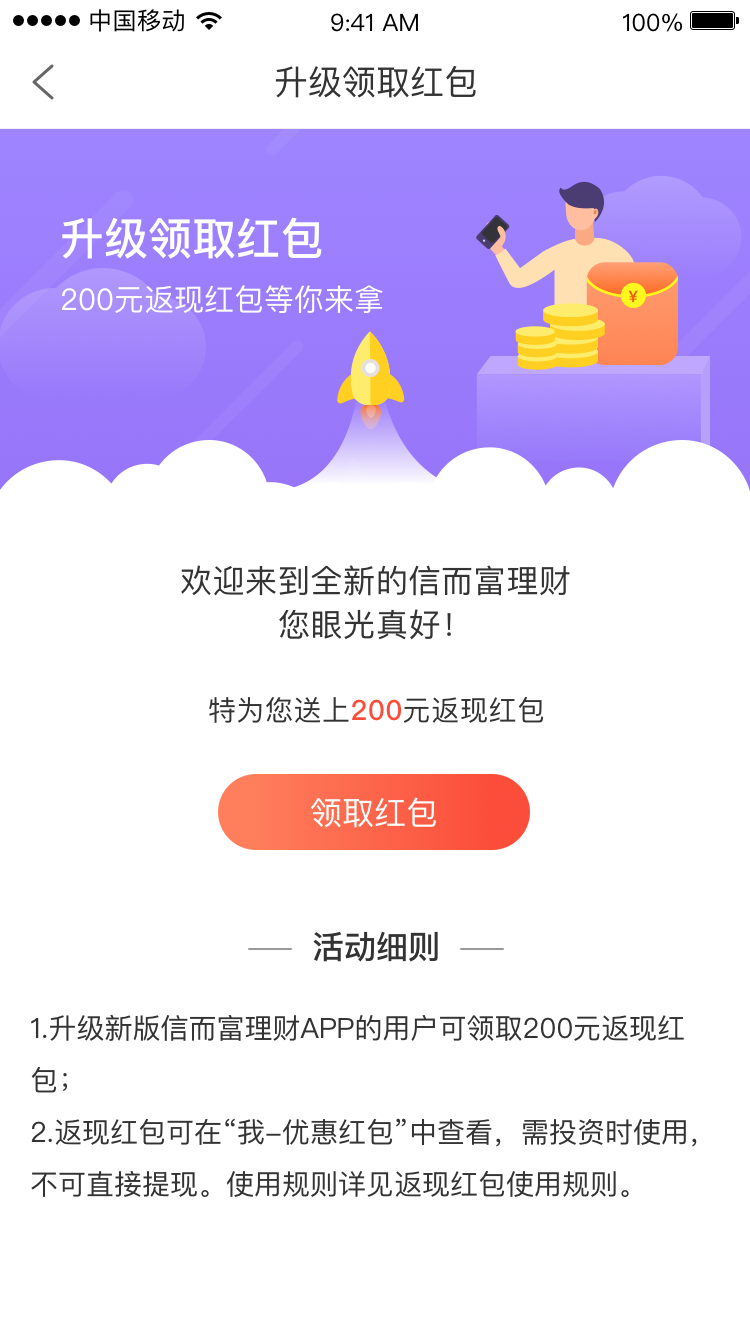 中国移动 9:41 AM 100%
升级领取红包
升级领取红包
200元返现红包等你来拿
¥
欢迎来到全新的信而富理财
您眼光真好！
特为您送上200元返现红包
领取红包
活动细则
1.升级新版信而富理财APP的用户可领取200元返现红
包；
2.返现红包可在“我-优惠红包”中查看，需投资时使用，
不可直接提现。使用规则详见返现红包使用规则。